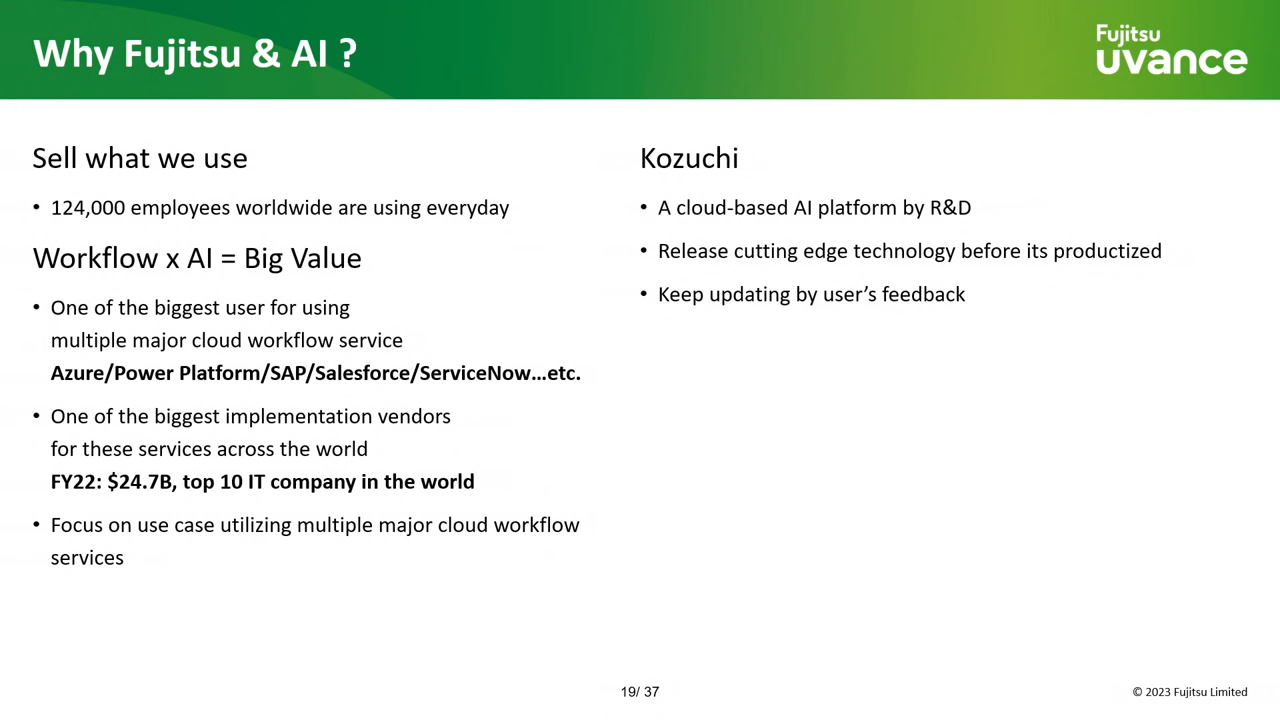 Why Fujitsu & AI ?
Fujitsu
uvance
Sell what we use
• 124,000 employees worldwide are using everyday
Workflow x AI = Big Value
• One of the biggest user for using
multiple major cloud workflow service
Azure/Power Platform/SAP/Salesforce/ServiceNow…etc.
• One of the biggest implementation vendors
for these services across the world
FY22: $24.7B, top 10 IT company in the world
• Focus on use case utilizing multiple major cloud workflow
services
Kozuchi
• A cloud-based AI platform by R&D
• Release cutting edge technology before its productized
• Keep updating by user’s feedback
19/ 37
© 2023 Fujitsu Limited